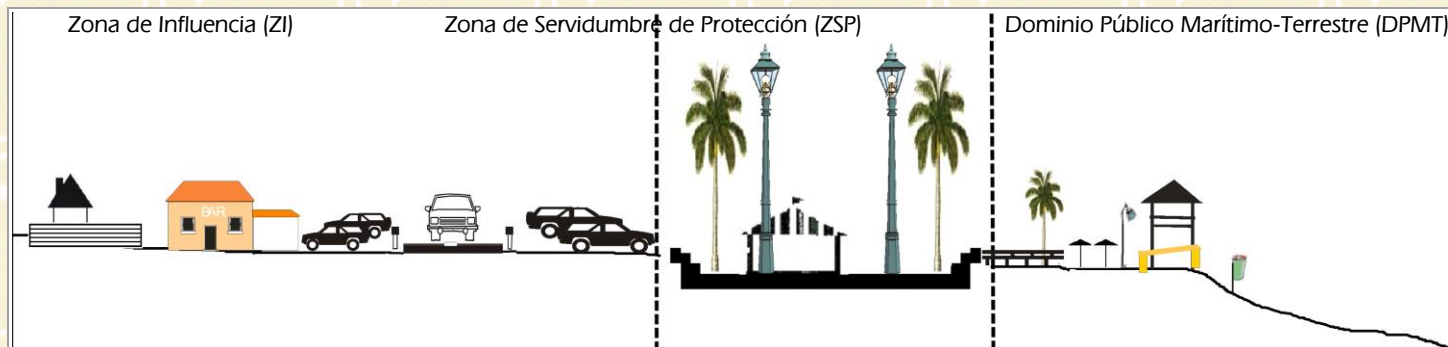 Zona de Influencia (ZI)
Zona de Servidumbre de Protección (ZSP)
Dominio Público Marítimo-Terrestre (DPMT)
BAR